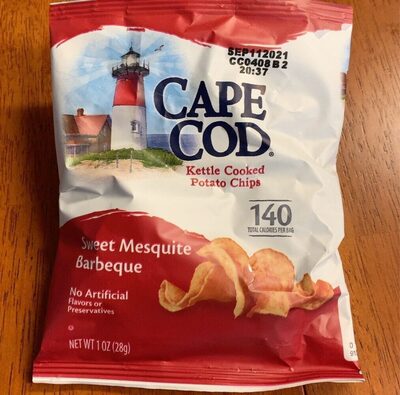 SEP112021
CC0408 B 2
20:37
CAPE
COD®
Kettle Cooked
Potato Chips
140
TOTAL CALORIES PER BAG
Sweet Mesquite
Barbeque
No Artificial
Flavors or
Preservatives
NET WT 1 OZ (28g)